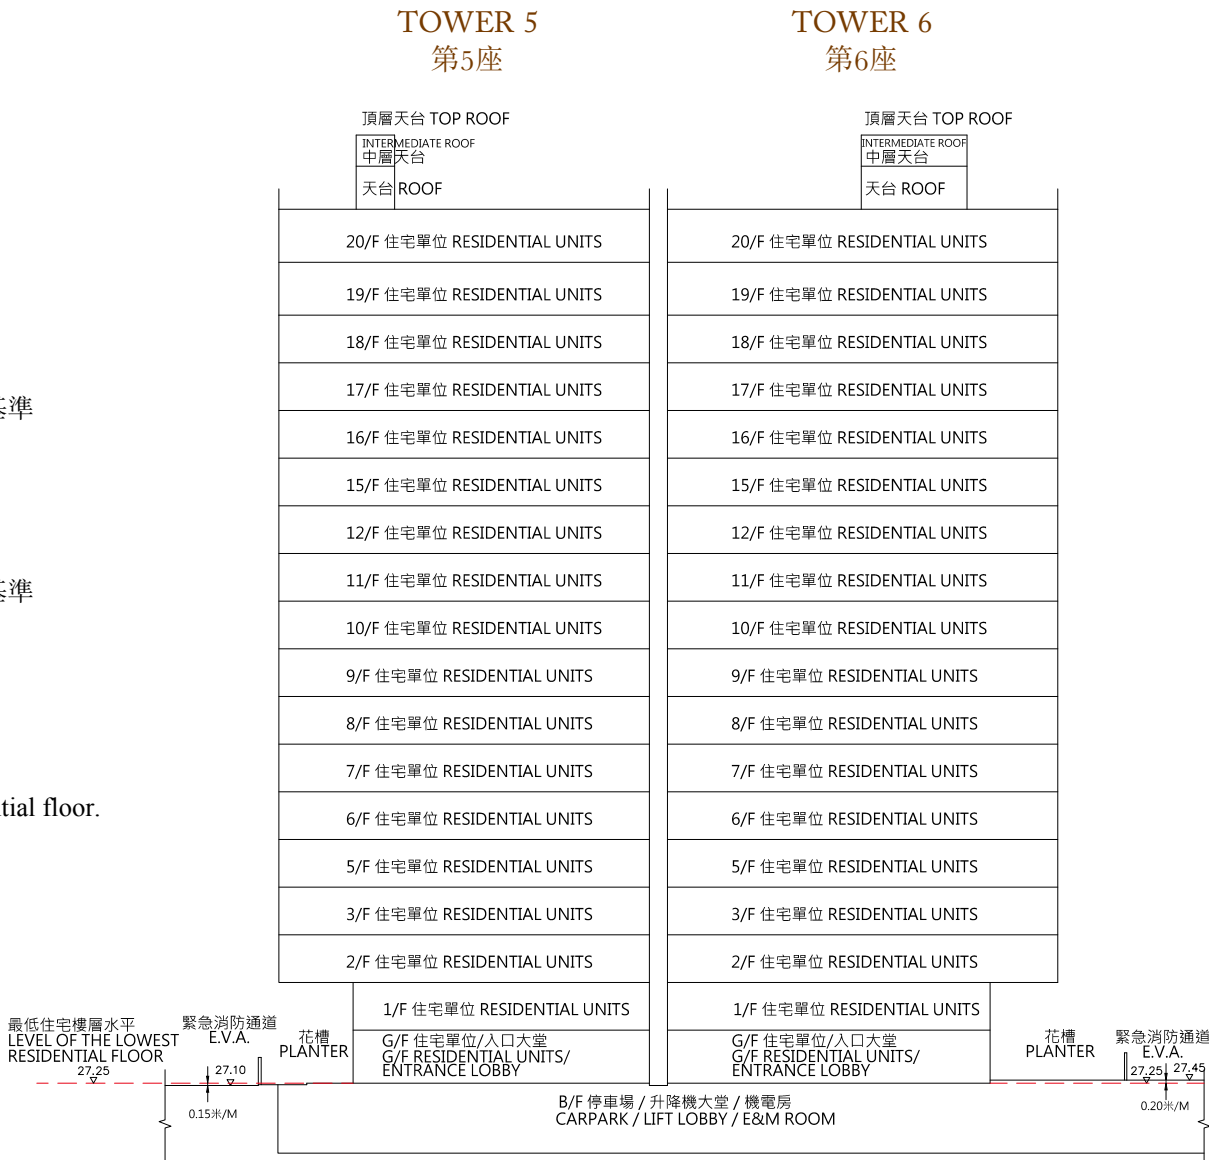 TOWER 5
第5座
TOWER 6
第6座
頂層天台 TOP ROOF
INTERMEDIATE ROOF
中層天台
天台 ROOF
頂層天台 TOP ROOF
INTERMEDIATE ROOF
中層天台
天台 ROOF
20/F 住宅單位 RESIDENTIAL UNITS
20/F 住宅單位 RESIDENTIAL UNITS
19/F 住宅單位 RESIDENTIAL UNITS
19/F 住宅單位 RESIDENTIAL UNITS
18/F 住宅單位 RESIDENTIAL UNITS
18/F 住宅單位 RESIDENTIAL UNITS
17/F 住宅單位 RESIDENTIAL UNITS
17/F 住宅單位 RESIDENTIAL UNITS
基準
16/F 住宅單位 RESIDENTIAL UNITS
16/F 住宅單位 RESIDENTIAL UNITS
15/F 住宅單位 RESIDENTIAL UNITS
15/F 住宅單位 RESIDENTIAL UNITS
12/F 住宅單位 RESIDENTIAL UNITS
12/F 住宅單位 RESIDENTIAL UNITS
11/F 住宅單位 RESIDENTIAL UNITS
11/F 住宅單位 RESIDENTIAL UNITS
基準
10/F 住宅單位 RESIDENTIAL UNITS
10/F 住宅單位 RESIDENTIAL UNITS
9/F 住宅單位 RESIDENTIAL UNITS
9/F 住宅單位 RESIDENTIAL UNITS
8/F 住宅單位 RESIDENTIAL UNITS
8/F 住宅單位 RESIDENTIAL UNITS
7/F 住宅單位 RESIDENTIAL UNITS
7/F 住宅單位 RESIDENTIAL UNITS
tial floor.
6/F 住宅單位 RESIDENTIAL UNITS
6/F 住宅單位 RESIDENTIAL UNITS
5/F 住宅單位 RESIDENTIAL UNITS
5/F 住宅單位 RESIDENTIAL UNITS
3/F 住宅單位 RESIDENTIAL UNITS
3/F 住宅單位 RESIDENTIAL UNITS
2/F 住宅單位 RESIDENTIAL UNITS
2/F 住宅單位 RESIDENTIAL UNITS
1/F 住宅單位 RESIDENTIAL UNITS
1/F 住宅單位 RESIDENTIAL UNITS
最低住宅樓層水平
LEVEL OF THE LOWEST
RESIDENTIAL FLOOR
27.25
緊急消防通道
E.V.A.
27.10
0.15米/M
花槽
PLANTER
G/F 住宅單位/入口大堂
G/F RESIDENTIAL UNITS/
ENTRANCE LOBBY
G/F 住宅單位/入口大堂
G/F RESIDENTIAL UNITS/
ENTRANCE LOBBY
花槽
PLANTER
緊急消防通道
E.V.A.
27.25 27.45
0.20米/M
B/F 停車場 / 升降機大堂 / 機電房
CARPARK / LIFT LOBBY / E&M ROOM